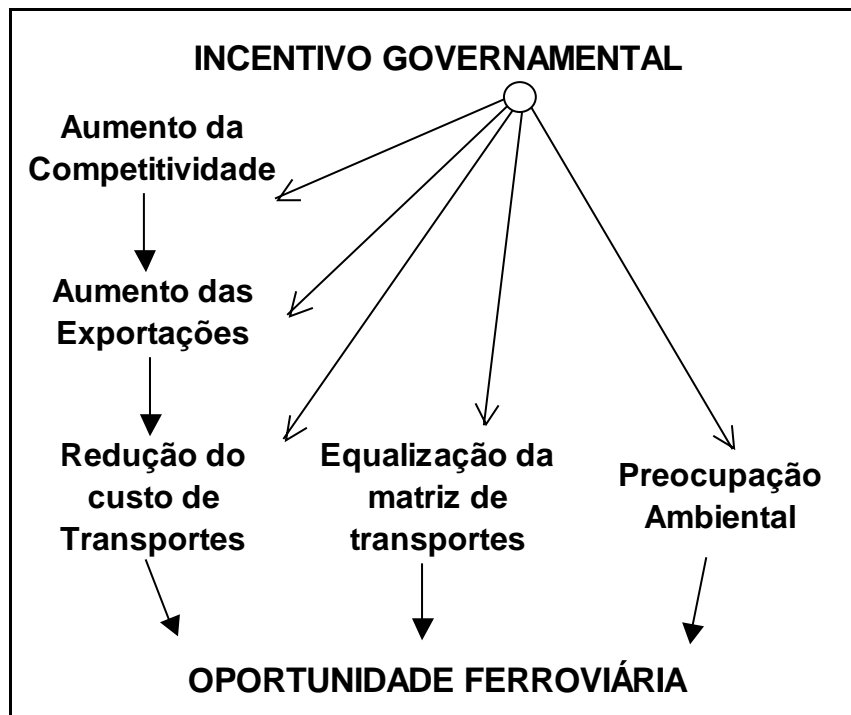 INCENTIVO GOVERNAMENTAL
Aumento da
Competitividade
Aumento das
Exportações
Redução do
custo de
Transportes
Equalização da
matriz de
transportes
Preocupação
Ambiental
OPORTUNIDADE FERROVIÁRIA